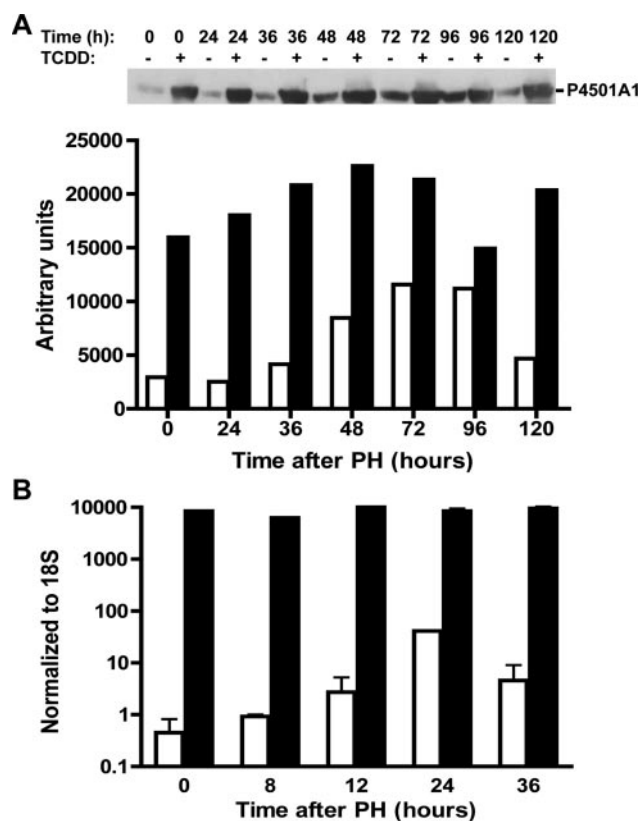 A
Time (h): 0 0 24 24 36 36 48 48 72 72 96 96 120 120
TCDD: - + - + - + - + - + - + - +
P4501A1
25000
20000
15000
10000
5000
0
Arbitrary units
0 24 36 48 72 96 120
Time after PH (hours)
B
10000
1000
100
10
1
0.1
Normalized to 18S
0 8 12 24 36
Time after PH (hours)